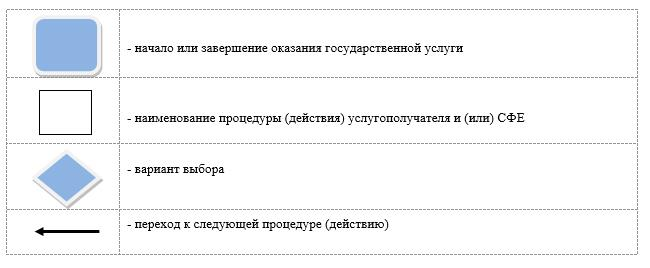 - начало или завершение оказания государственной услуги
- наименование процедуры (действия) услугополучателя и (или) СФЕ
- вариант выбора
- переход к следующей процедуре (действию)